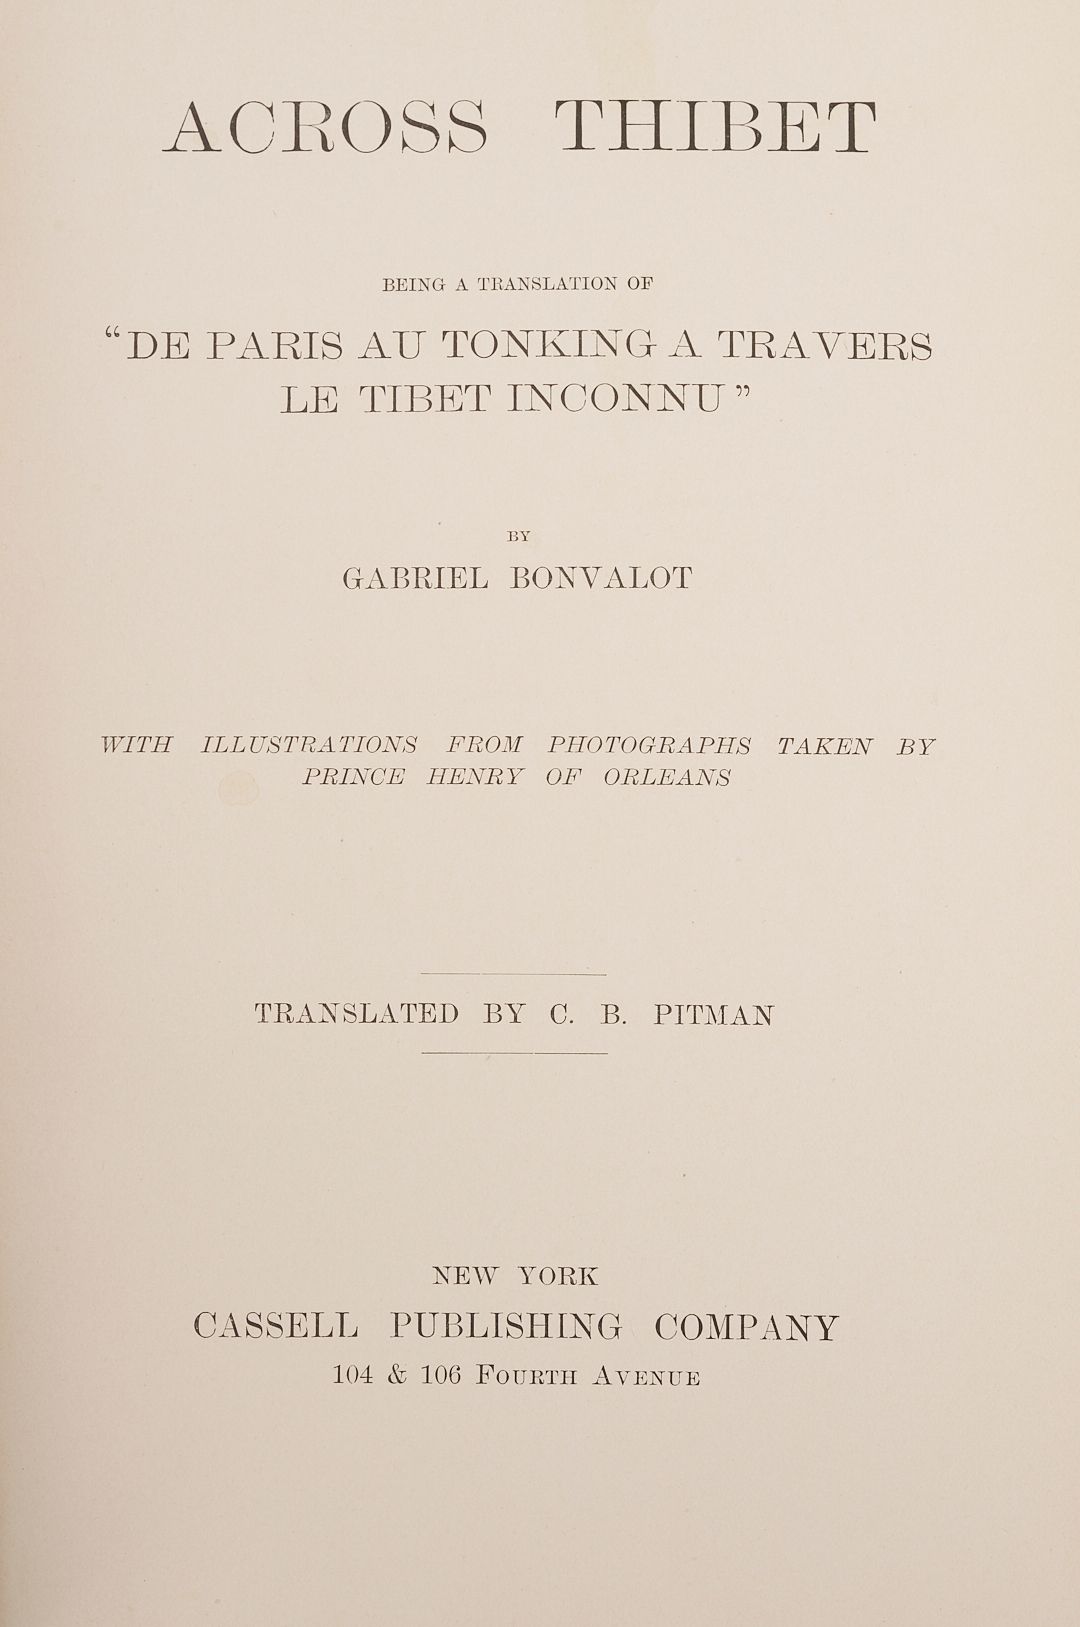 ACROSS THIBET
BEING A TRANSLATION OF
“DE PARIS AU TONKING A TRAVERS
LE TIBET INCONNU”
BY
GABRIEL BONVALOT
WITH ILLUSTRATIONS FROM PHOTOGRAPHS TAKEN BY
PRINCE HENRY OF ORLEANS
TRANSLATED BY C. B. PITMAN
NEW YORK
CASSELL PUBLISHING COMPANY
104 & 106 FOURTH AVENUE